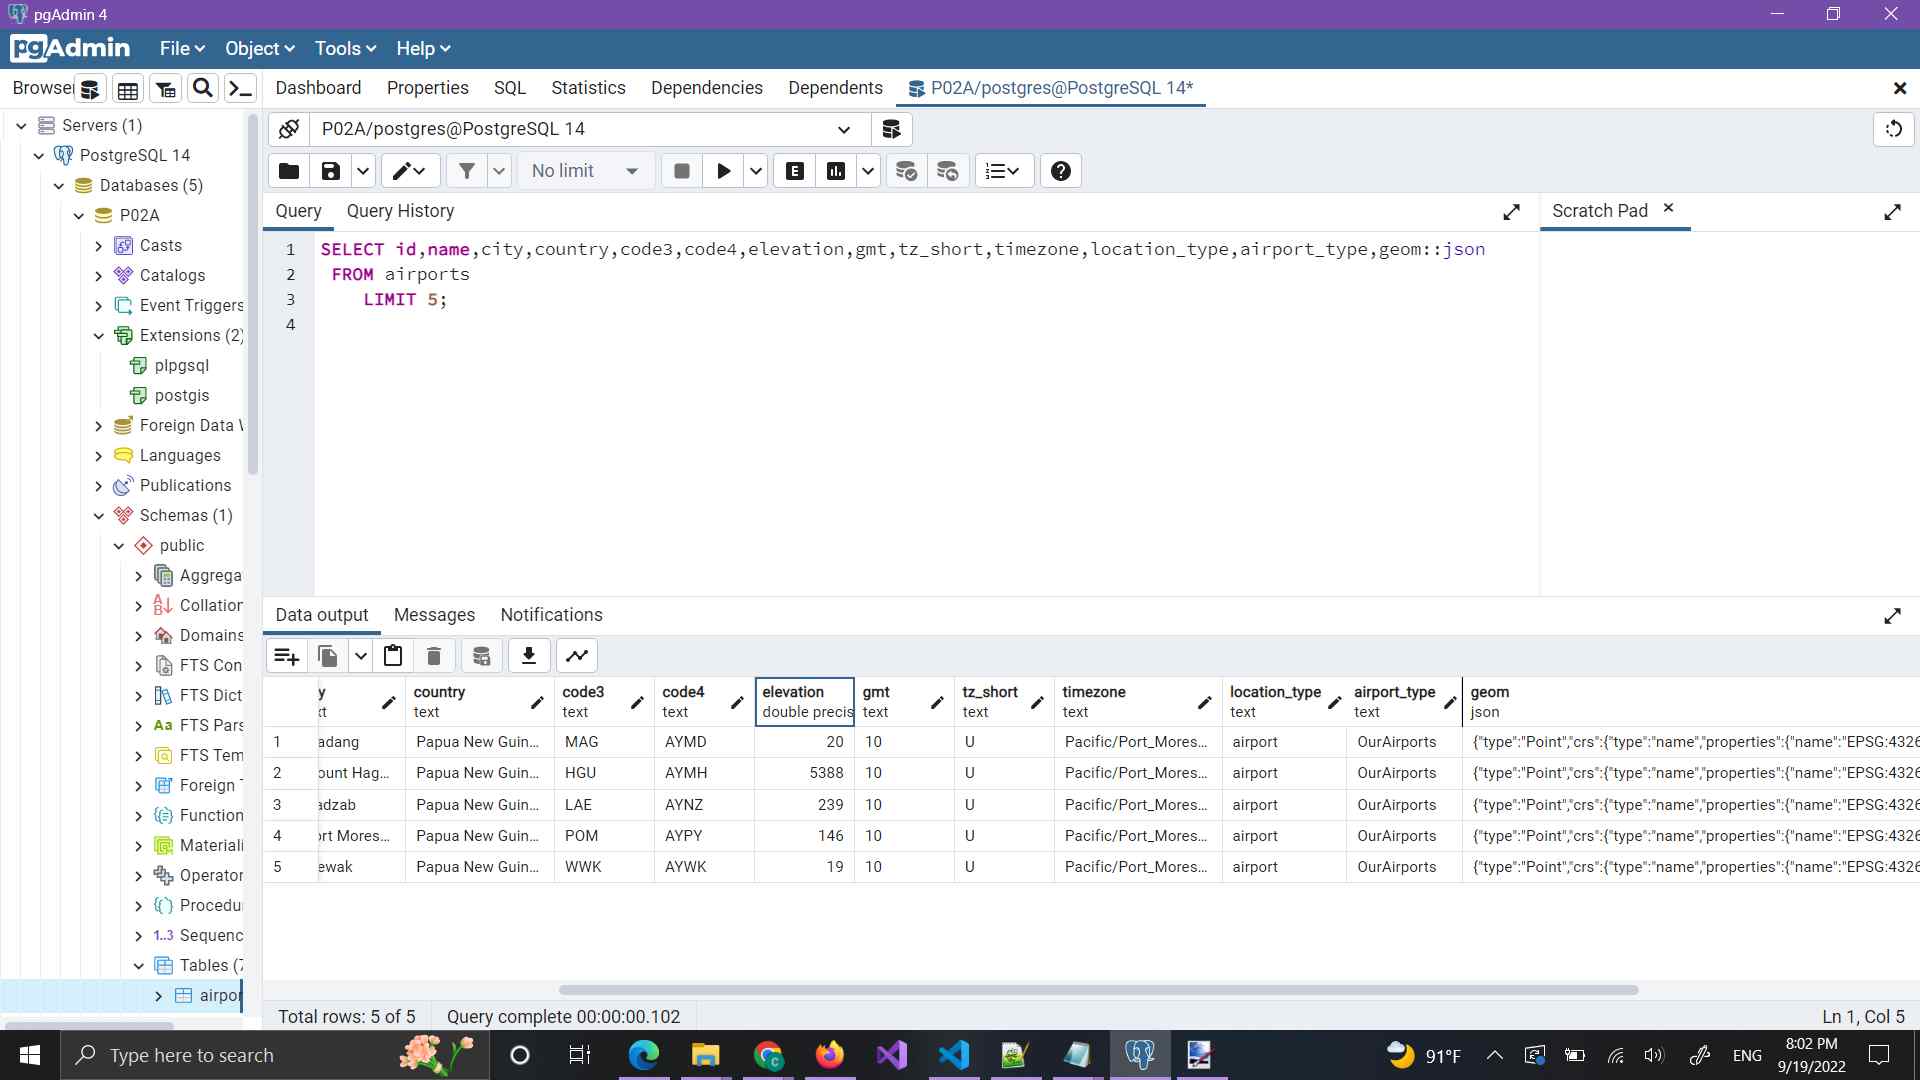 pgAdmin 4
pgAdmin File Object Tools Help
Browser Dashboard Properties SQL Statistics Dependencies Dependents P02A/postgres@PostgreSQL 14*
Servers (1)
PostgreSQL 14
Databases (5)
P02A
Casts
Catalogs
Event Triggers
Extensions (2)
plpgsql
postgis
Foreign Data W
Languages
Publications
Schemas (1)
public
Aggrega
Collation
Domains
FTS Con
FTS Dict
FTS Pars
FTS Tem
Foreign T
Function
Materiali
Operator
Procedu
1..3 Sequenc
Tables (7
airpor
P02A/postgres@PostgreSQL 14
No limit
Query Query History
Scratch Pad
1 SELECT id,name,city,country,code3,code4,elevation,gmt,tz_short,timezone,location_type,airport_type,geom::json
2 FROM airports
3 LIMIT 5;
4
Data output Messages Notifications
y country code3 code4 elevation gmt tz_short timezone location_type airport_type geom
xt text text text double precis text text text text text json
1 adang Papua New Guin... MAG AYMD 20 10 U Pacific/Port_Mores... airport OurAirports {"type":"Point","crs":{"type":"name","properties":{"name":"EPSG:4326
2 ount Hag... Papua New Guin... HGU AYMH 5388 10 U Pacific/Port_Mores... airport OurAirports {"type":"Point","crs":{"type":"name","properties":{"name":"EPSG:4326
3 adzab Papua New Guin... LAE AYNZ 239 10 U Pacific/Port_Mores... airport OurAirports {"type":"Point","crs":{"type":"name","properties":{"name":"EPSG:4326
4 ort Mores... Papua New Guin... POM AYPY 146 10 U Pacific/Port_Mores... airport OurAirports {"type":"Point","crs":{"type":"name","properties":{"name":"EPSG:4326
5 ewak Papua New Guin... WWK AYWK 19 10 U Pacific/Port_Mores... airport OurAirports {"type":"Point","crs":{"type":"name","properties":{"name":"EPSG:4326
Total rows: 5 of 5 Query complete 00:00:00.102 Ln 1, Col 5
Type here to search 91°F ENG 8:02 PM
9/19/2022